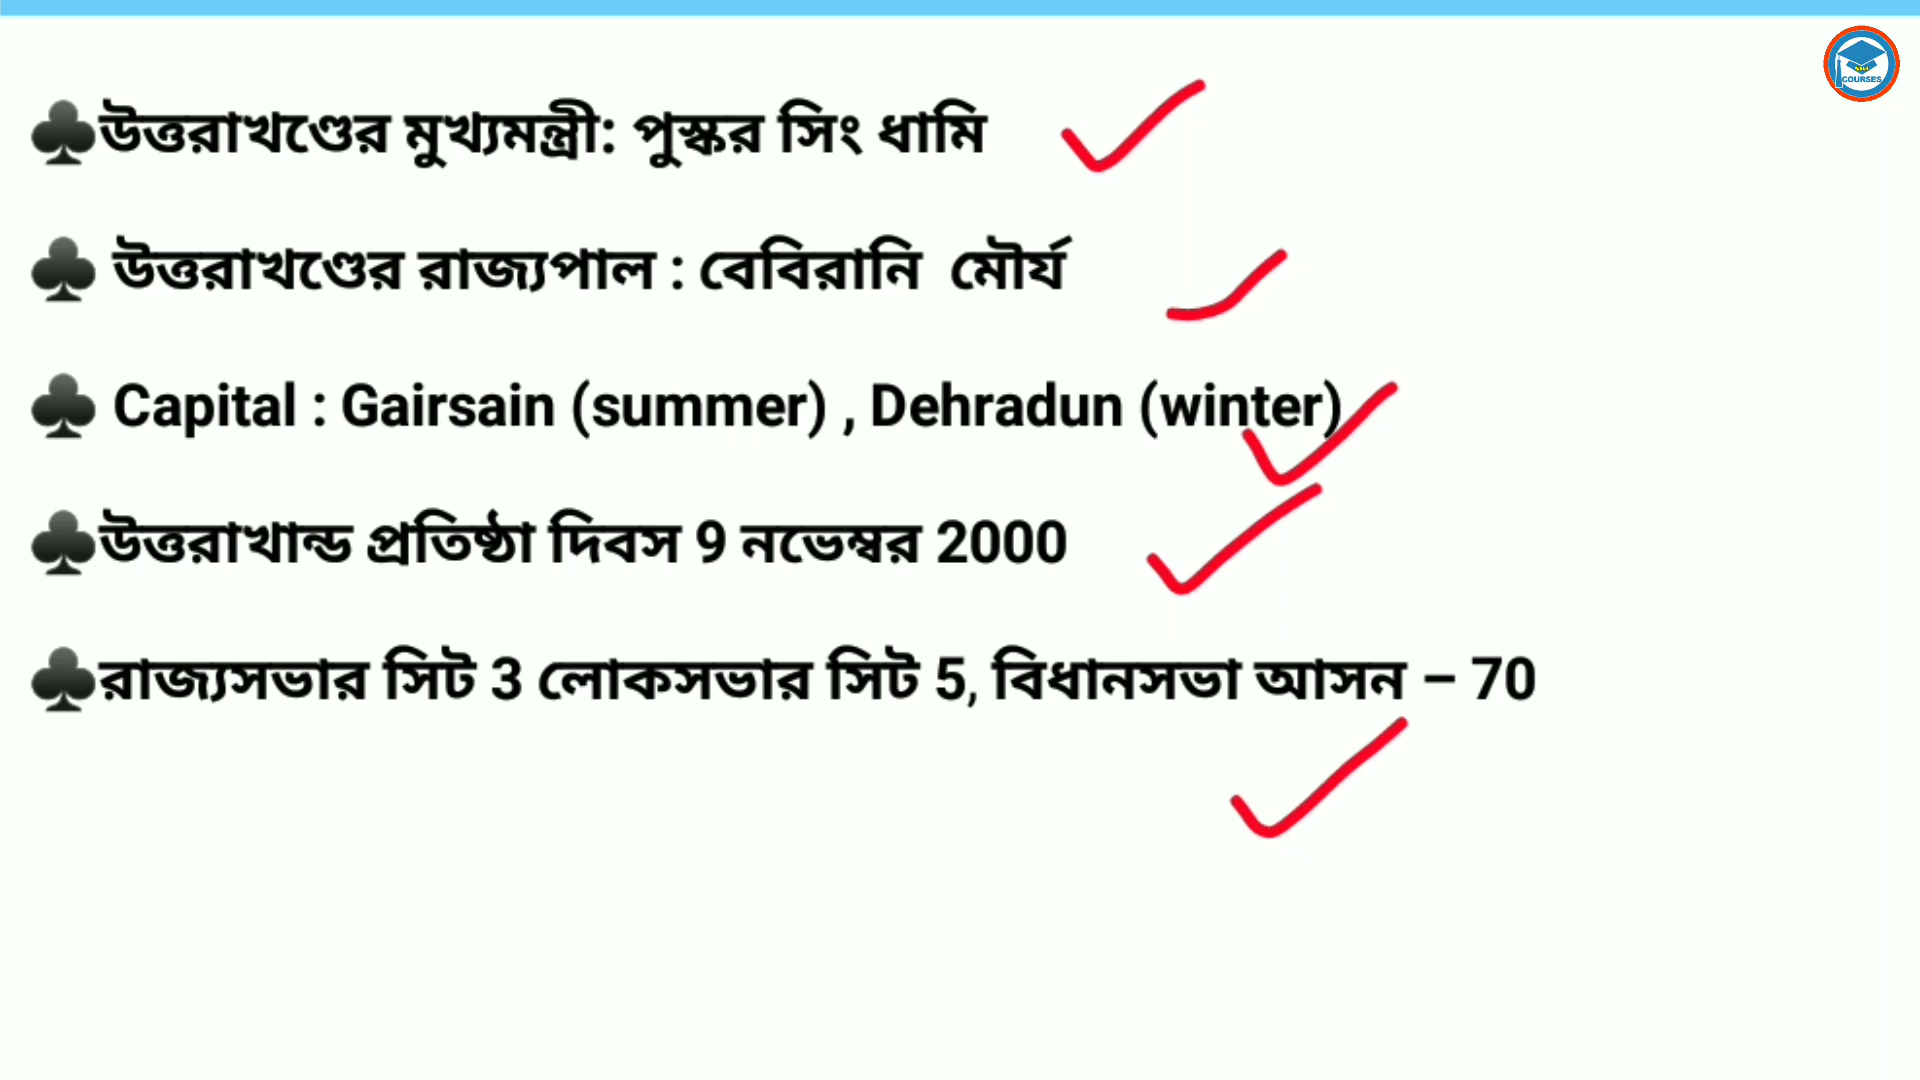 ♣উত্তরাখণ্ডের মুখ্যমন্ত্রী: পুস্কর সিং ধামি
♣ উত্তরাখণ্ডের রাজ্যপাল : বেবিরানি মৌর্য
♣ Capital : Gairsain (summer) , Dehradun (winter)
♣উত্তরাখান্ড প্রতিষ্ঠা দিবস 9 নভেম্বর 2000
♣রাজ্যসভার সিট 3 লোকসভার সিট 5, বিধানসভা আসন – 70
COURSES